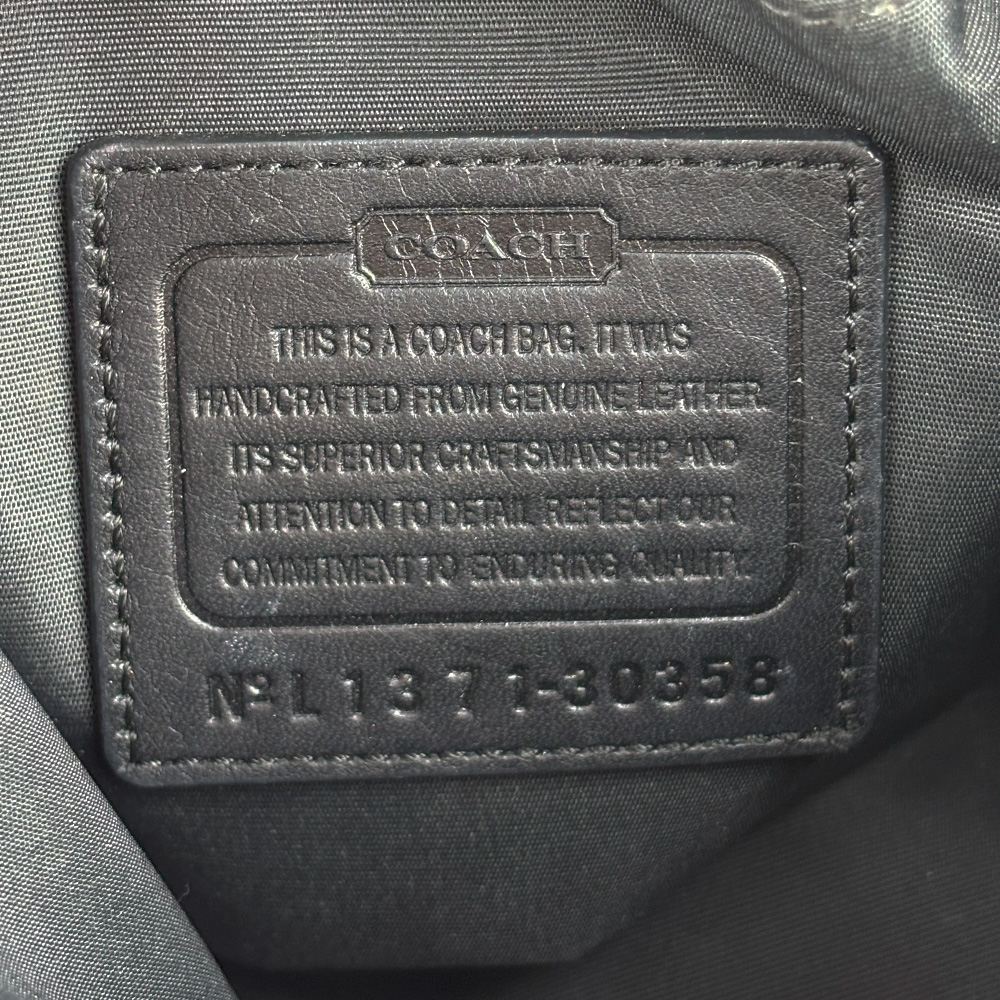 COACH
THIS IS A COACH BAG. IT WAS
HANDCRAFTED FROM GENUINE LEATHER.
ITS SUPERIOR CRAFTSMANSHIP AND
ATTENTION TO DETAIL REFLECT OUR
COMMITMENT TO ENDURING QUALITY.
Nº L1371-30358